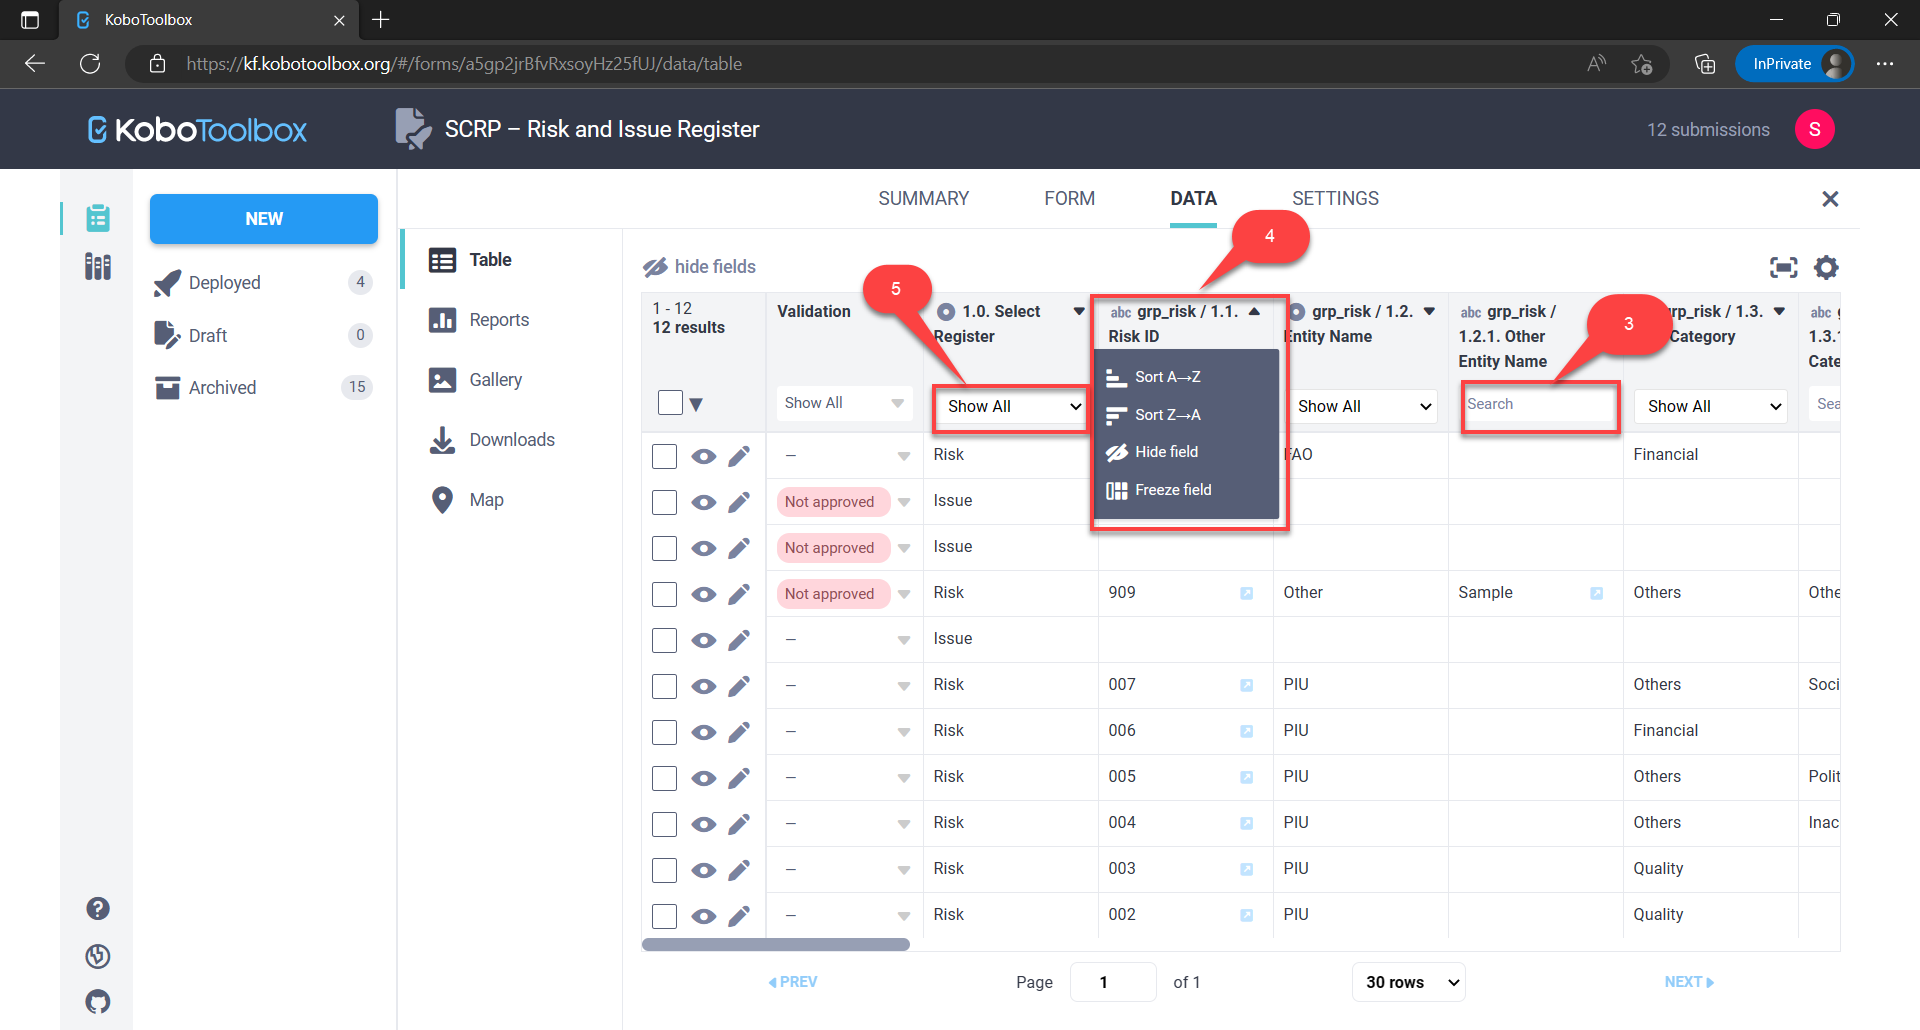 KoboToolbox
https://kf.kobotoolbox.org/#/forms/a5gp2jrBfvRxsoyHz25fUJ/data/table
InPrivate
KoboToolbox
SCRP – Risk and Issue Register
12 submissions
S
SUMMARY
FORM
DATA
SETTINGS
NEW
Deployed 4
Draft 0
Archived 15
Table
Reports
Gallery
Downloads
Map
hide fields
5
4
3
1 - 12
12 results
Validation
Show All
1.0. Select
Register
Show All
abc grp_risk / 1.1.
Risk ID
Sort A→Z
Sort Z→A
Hide field
Freeze field
grp_risk / 1.2.
Entity Name
Show All
abc grp_risk /
1.2.1. Other
Entity Name
Search
grp_risk / 1.3.
Category
Show All
abc
1.3.
Cate
Sea
– Risk FAO Financial
Not approved Issue
Not approved Issue
Not approved Risk 909 Other Sample Others Othe
– Issue
– Risk 007 PIU Others Soci
– Risk 006 PIU Financial
– Risk 005 PIU Others Polit
– Risk 004 PIU Others Inac
– Risk 003 PIU Quality
– Risk 002 PIU Quality
PREV
Page 1 of 1
30 rows
NEXT